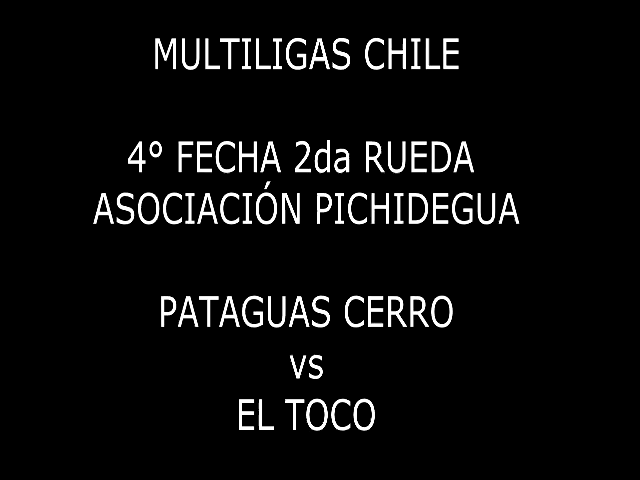 MULTILIGAS CHILE
4° FECHA 2da RUEDA
ASOCIACIÓN PICHIDEGUA
PATAGUAS CERRO
vs
EL TOCO